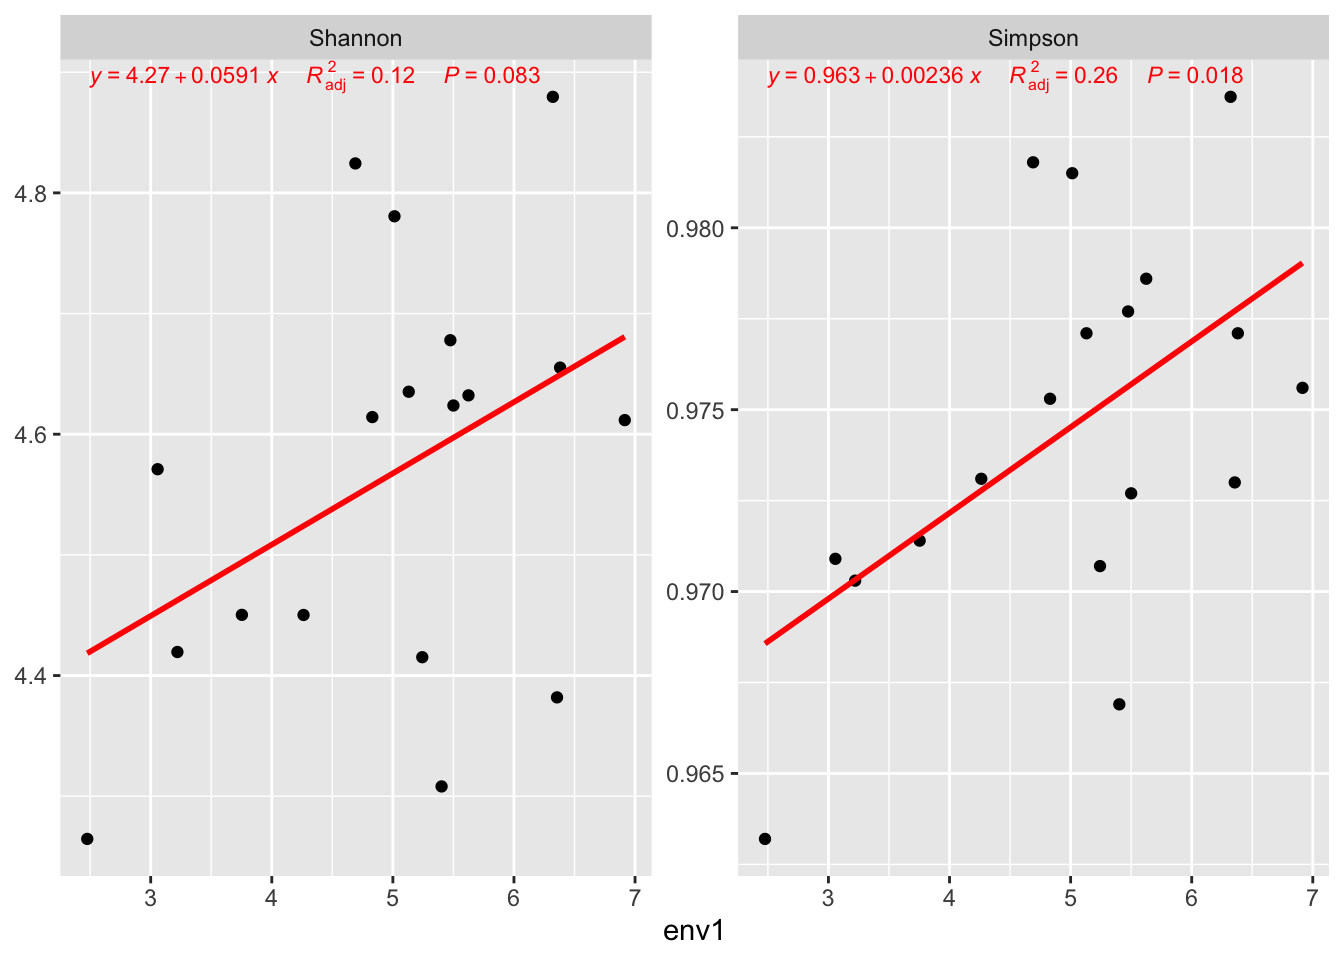 Shannon
y = 4.27 + 0.0591 x R²adj = 0.12 P = 0.083
4.8
4.6
4.4
3 4 5 6 7
Simpson
y = 0.963 + 0.00236 x R²adj = 0.26 P = 0.018
0.980
0.975
0.970
0.965
3 4 5 6 7
env1